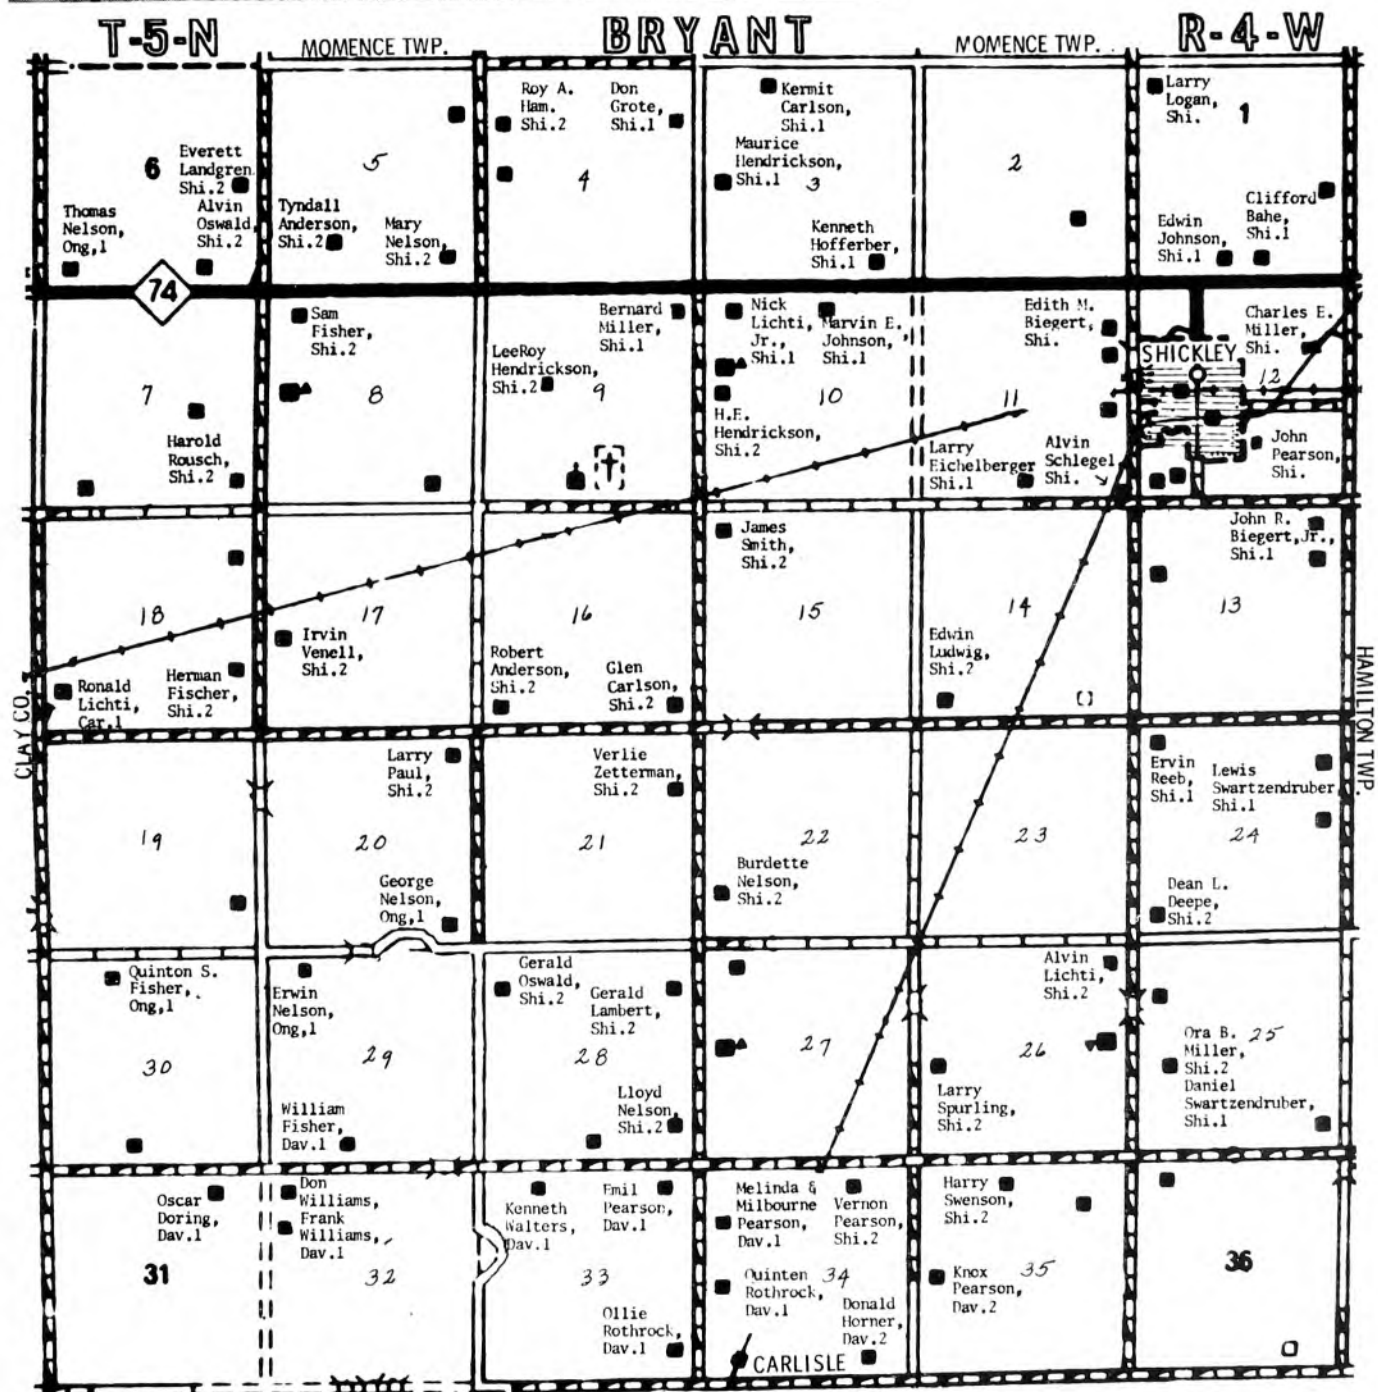 T-5-N
BRYANT
R-4-W
MOMENCE TWP.
MOMENCE TWP.
6
Everett
Landgren
Shi.2
Thomas
Nelson,
Ong,1
Alvin
Oswald,
Shi.2
5
Tyndall
Anderson,
Shi.2
Mary
Nelson,
Shi.2
Roy A.
Ham.
Shi.2
Don
Grote,
Shi.1
4
Kermit
Carlson,
Shi.1
Maurice
Hendrickson,
Shi.1
3
Kenneth
Hofferber,
Shi.1
2
Larry
Logan,
Shi.
1
Clifford
Bahe,
Shi.1
Edwin
Johnson,
Shi.1
74
7
Harold
Rousch,
Shi.2
Sam
Fisher,
Shi.2
8
Bernard
Miller,
Shi.1
LeeRoy
Hendrickson,
Shi.2
9
Nick
Lichti,
Jr.,
Shi.1
Marvin E.
Johnson,
Shi.1
10
H.E.
Hendrickson,
Shi.2
Edith M.
Biegert,
Shi.
11
Larry
Eichelberger
Shi.1
Alvin
Schlegel
Shi.
Charles E.
Miller,
Shi.
SHICKLEY
12
John
Pearson,
Shi.
18
Ronald
Lichti,
Car.1
Herman
Fischer,
Shi.2
17
Irvin
Venell,
Shi.2
16
Robert
Anderson,
Shi.2
Glen
Carlson,
Shi.2
James
Smith,
Shi.2
15
14
Edwin
Ludwig,
Shi.2
John R.
Biegert,Jr.,
Shi.1
13
CLAY CO.
HAMILTON TWP.
19
Larry
Paul,
Shi.2
20
George
Nelson,
Ong,1
Verlie
Zetterman,
Shi.2
21
22
Burdette
Nelson,
Shi.2
23
Ervin
Reeb,
Shi.1
Lewis
Swartzendruber
Shi.1
24
Dean L.
Deepe,
Shi.2
Quinton S.
Fisher,
Ong,1
30
Erwin
Nelson,
Ong,1
29
William
Fisher,
Dav.1
Gerald
Oswald,
Shi.2
Gerald
Lambert,
Shi.2
28
Lloyd
Nelson,
Shi.2
27
Alvin
Lichti,
Shi.2
26
Larry
Spurling,
Shi.2
Ora B.
Miller,
Shi.2
25
Daniel
Swartzendruber,
Shi.1
Oscar
Doring,
Dav.1
31
Don
Williams,
Frank
Williams,
Dav.1
32
Kenneth
Walters,
Dav.1
Emil
Pearson,
Dav.1
33
Ollie
Rothrock,
Dav.1
Melinda &
Milbourne
Pearson,
Dav.1
Vernon
Pearson,
Shi.2
Quinten
Rothrock,
Dav.1
34
Donald
Horner,
Dav.2
CARLISLE
Harry
Swenson,
Shi.2
Knox
Pearson,
Dav.2
35
36